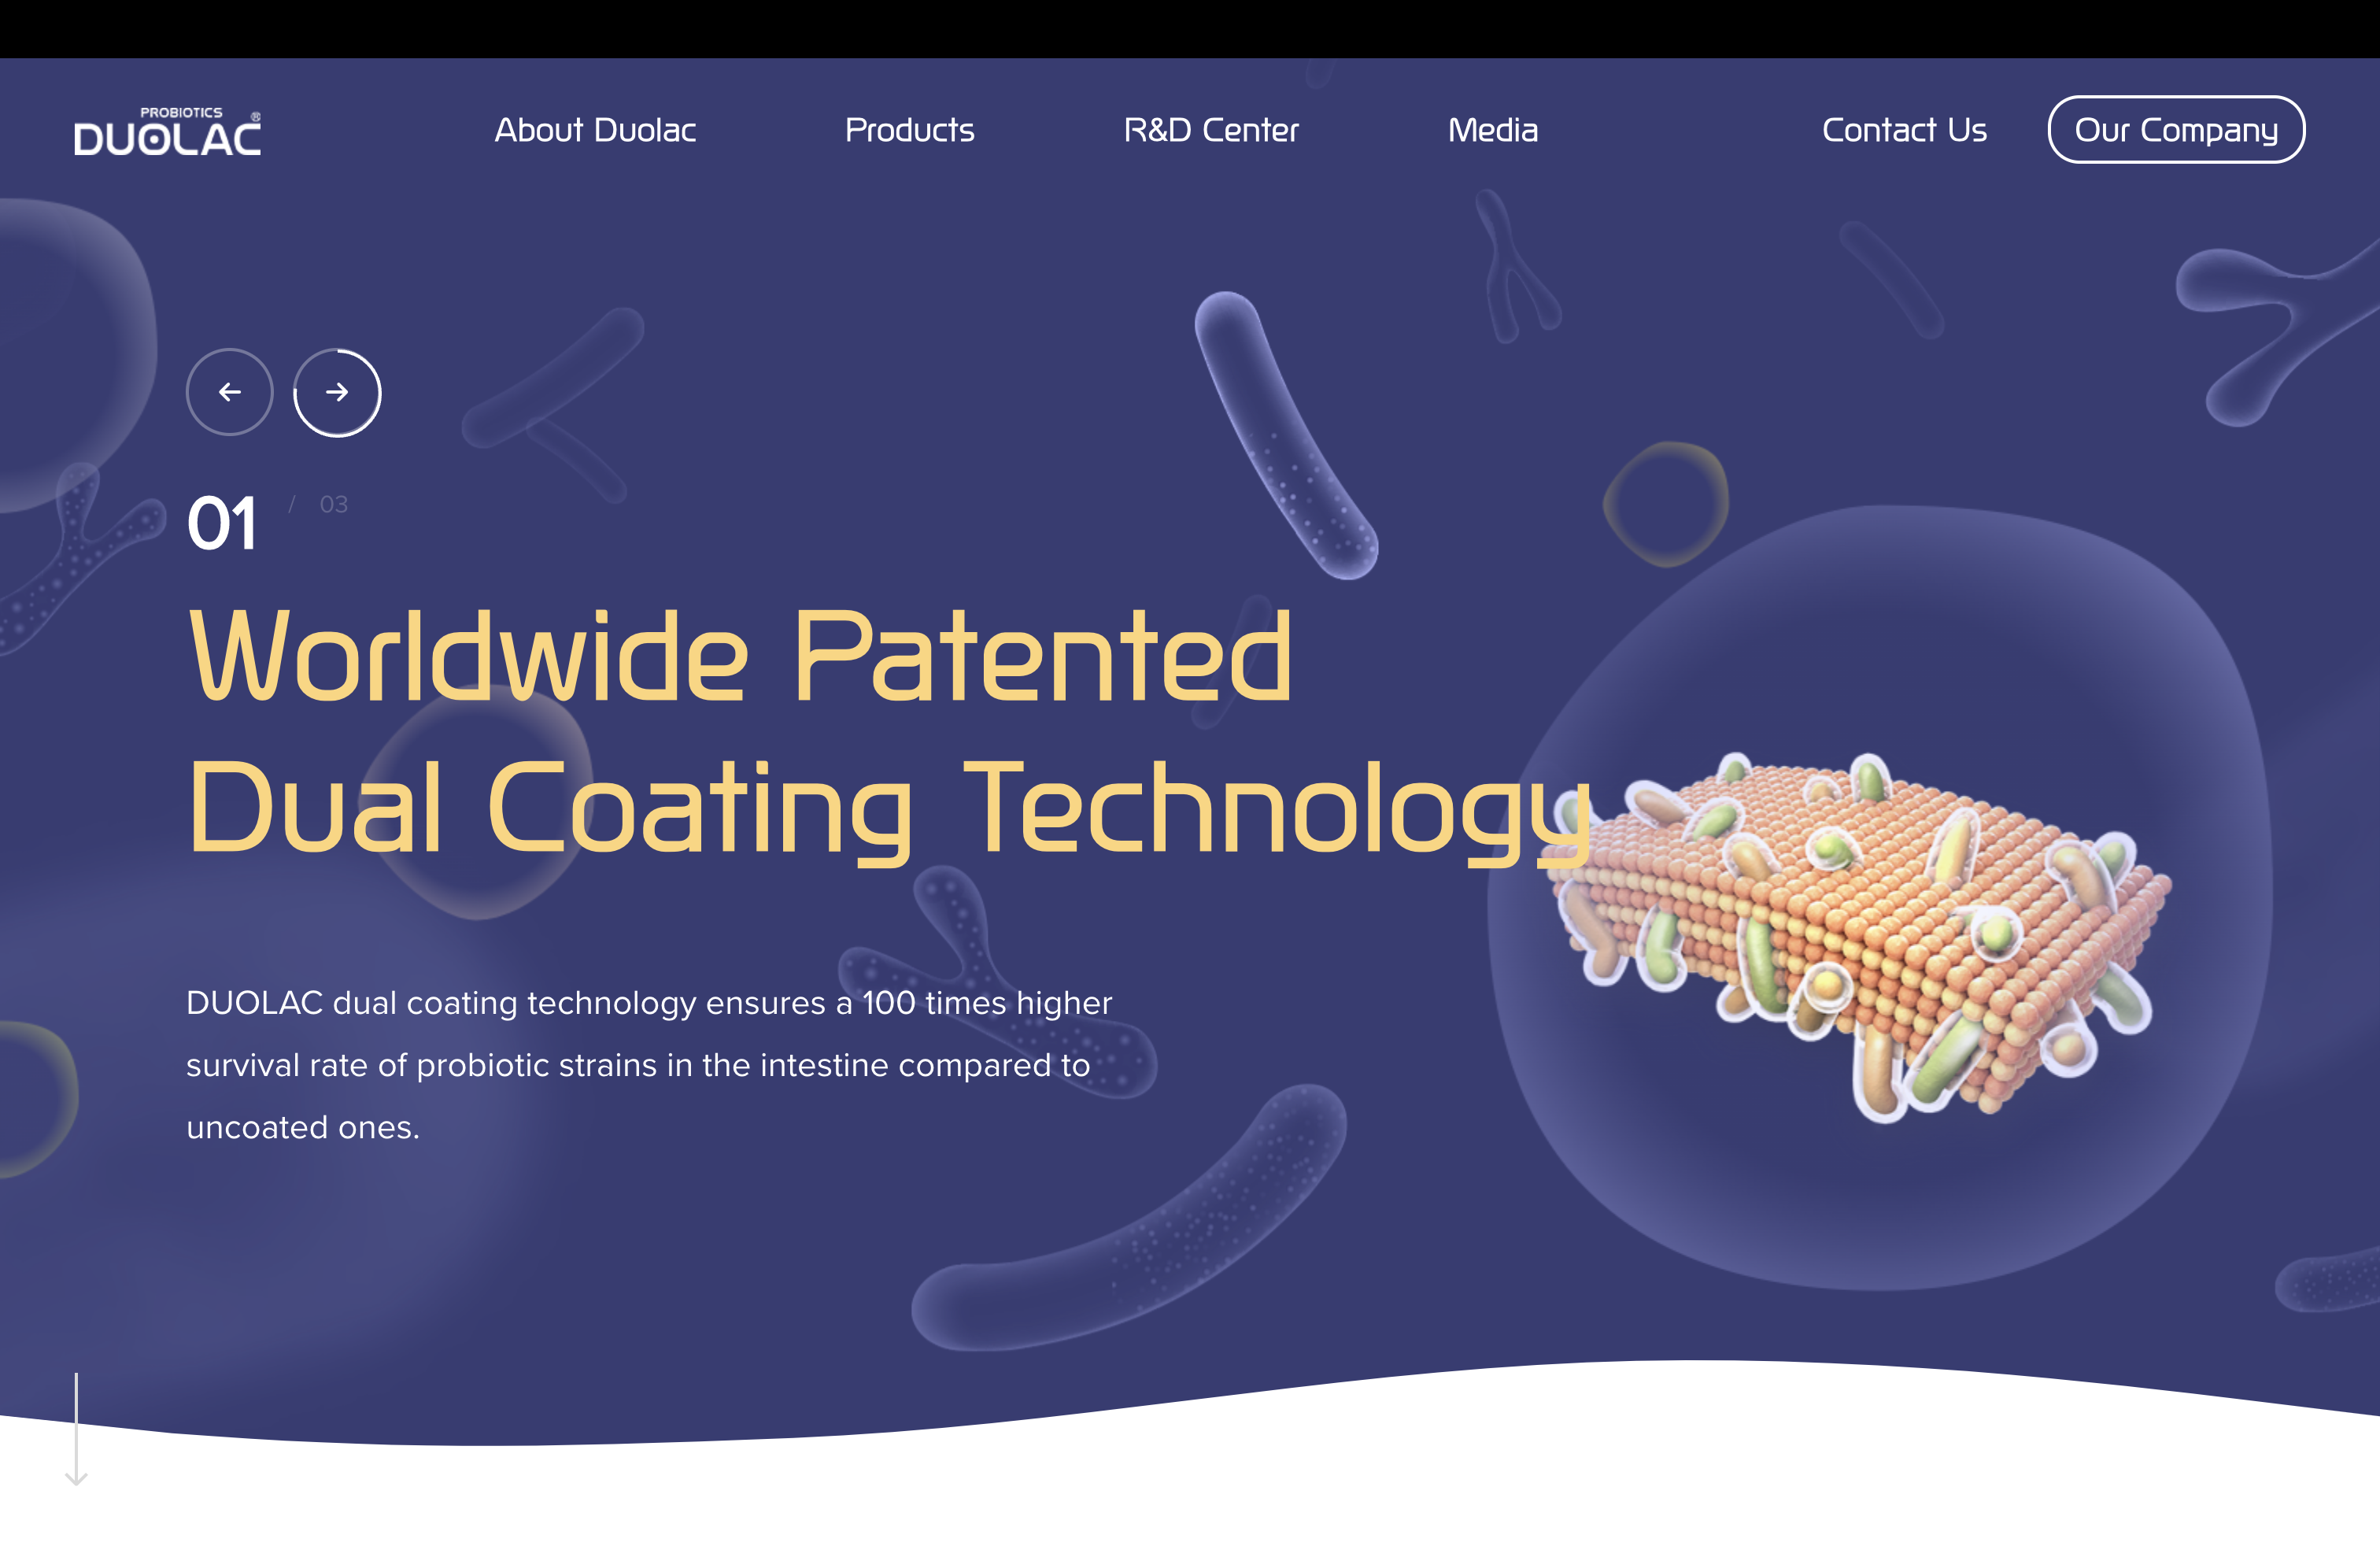 PROBIOTICS
DUOLAC®
About Duolac
Products
R&D Center
Media
Contact Us
Our Company
01 / 03
Worldwide Patented
Dual Coating Technology
DUOLAC dual coating technology ensures a 100 times higher
survival rate of probiotic strains in the intestine compared to
uncoated ones.